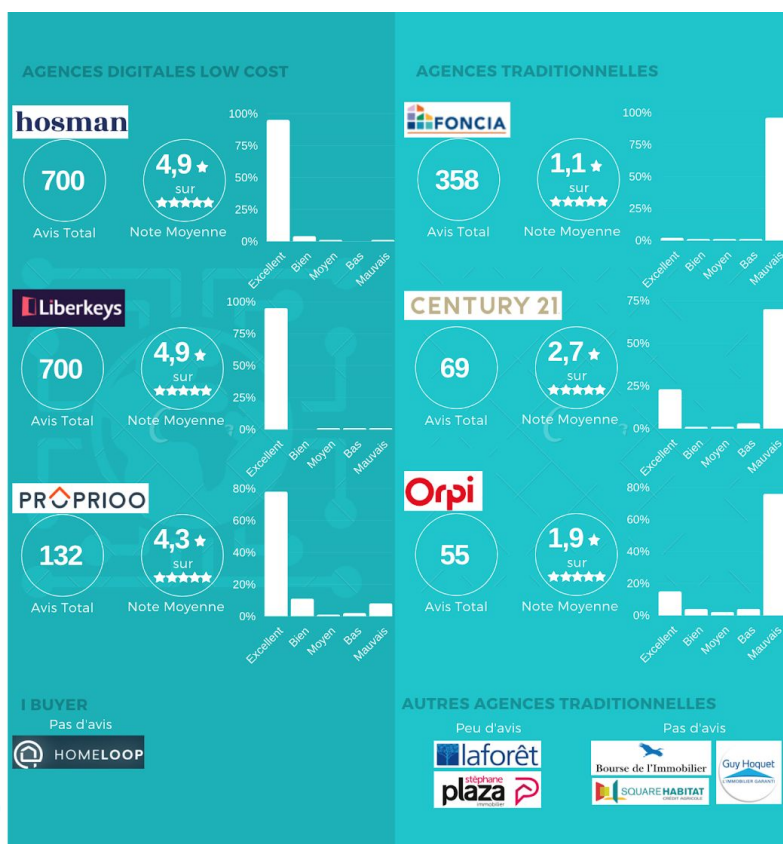 AGENCES DIGITALES LOW COST
hosman
700
Avis Total
4,9
sur
Note Moyenne
100%
75%
50%
25%
0%
Excellent
Bien
Moyen
Bas
Mauvais
Liberkeys
700
Avis Total
4,9
sur
Note Moyenne
100%
75%
50%
25%
0%
Excellent
Bien
Moyen
Bas
Mauvais
PROPRIOO
132
Avis Total
4,3
sur
Note Moyenne
80%
60%
40%
20%
0%
Excellent
Bien
Moyen
Bas
Mauvais
I BUYER
Pas d'avis
HOMELOOP
AGENCES TRADITIONNELLES
FONCIA
358
Avis Total
1,1
sur
Note Moyenne
100%
75%
50%
25%
0%
Excellent
Bien
Moyen
Bas
Mauvais
CENTURY 21
69
Avis Total
2,7
sur
Note Moyenne
75%
50%
25%
0%
Excellent
Bien
Moyen
Bas
Mauvais
Orpi
55
Avis Total
1,9
sur
Note Moyenne
80%
60%
40%
20%
0%
Excellent
Bien
Moyen
Bas
Mauvais
AUTRES AGENCES TRADITIONNELLES
Peu d'avis
laforêt
stéphane
plaza
immobilier
Pas d'avis
Bourse de l'Immobilier
SQUARE HABITAT
CRÉDIT AGRICOLE
Guy Hoquet
L'IMMOBILIER GARANTI